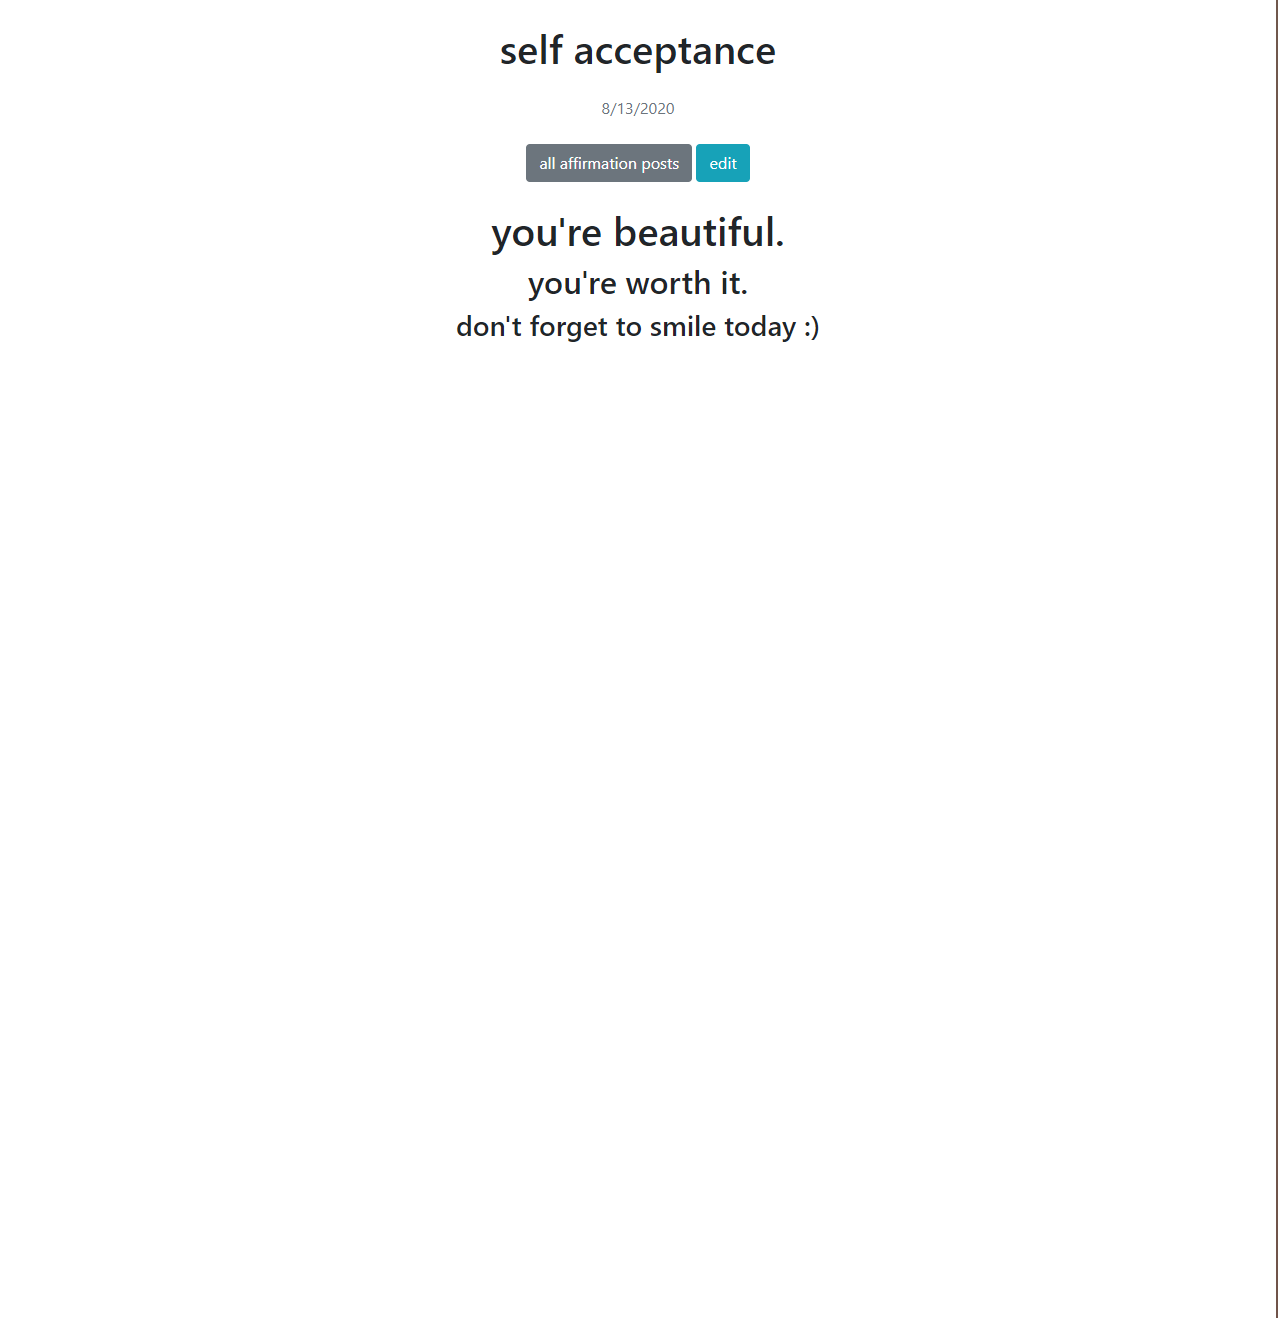 self acceptance
8/13/2020
all affirmation posts edit
you're beautiful.
you're worth it.
don't forget to smile today :)